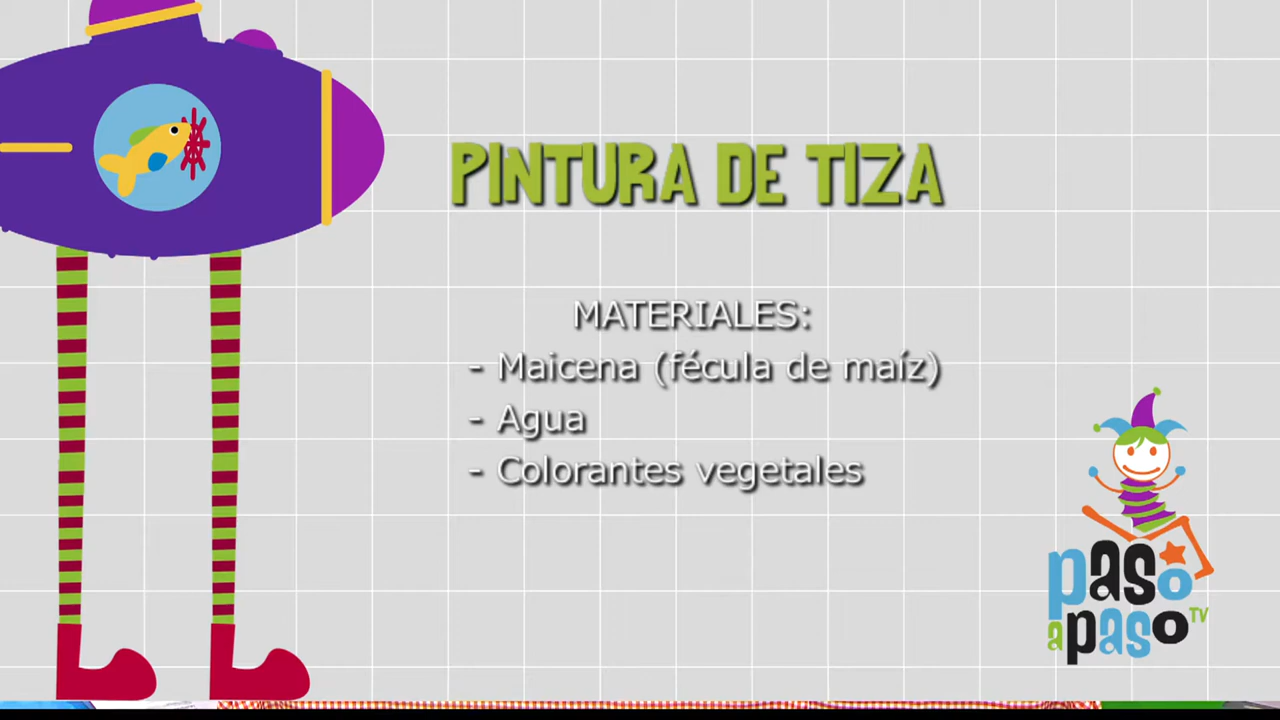 PINTURA DE TIZA
MATERIALES:
- Maicena (fécula de maíz)
- Agua
- Colorantes vegetales
paso
a paso TV